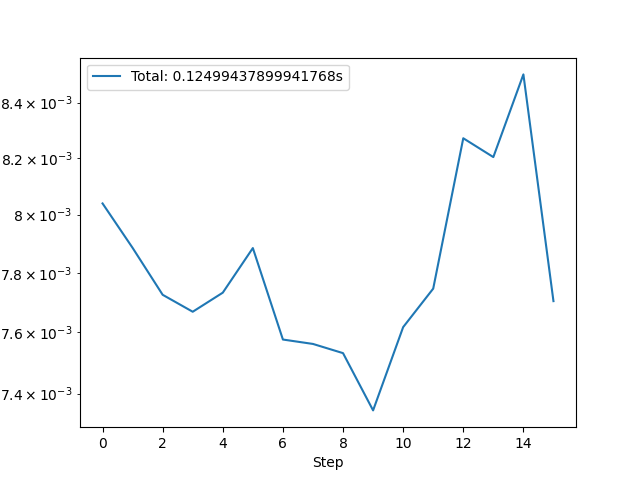 Total: 0.12499437899941768s
8.4 × 10⁻³
8.2 × 10⁻³
8 × 10⁻³
7.8 × 10⁻³
7.6 × 10⁻³
7.4 × 10⁻³
0 2 4 6 8 10 12 14
Step